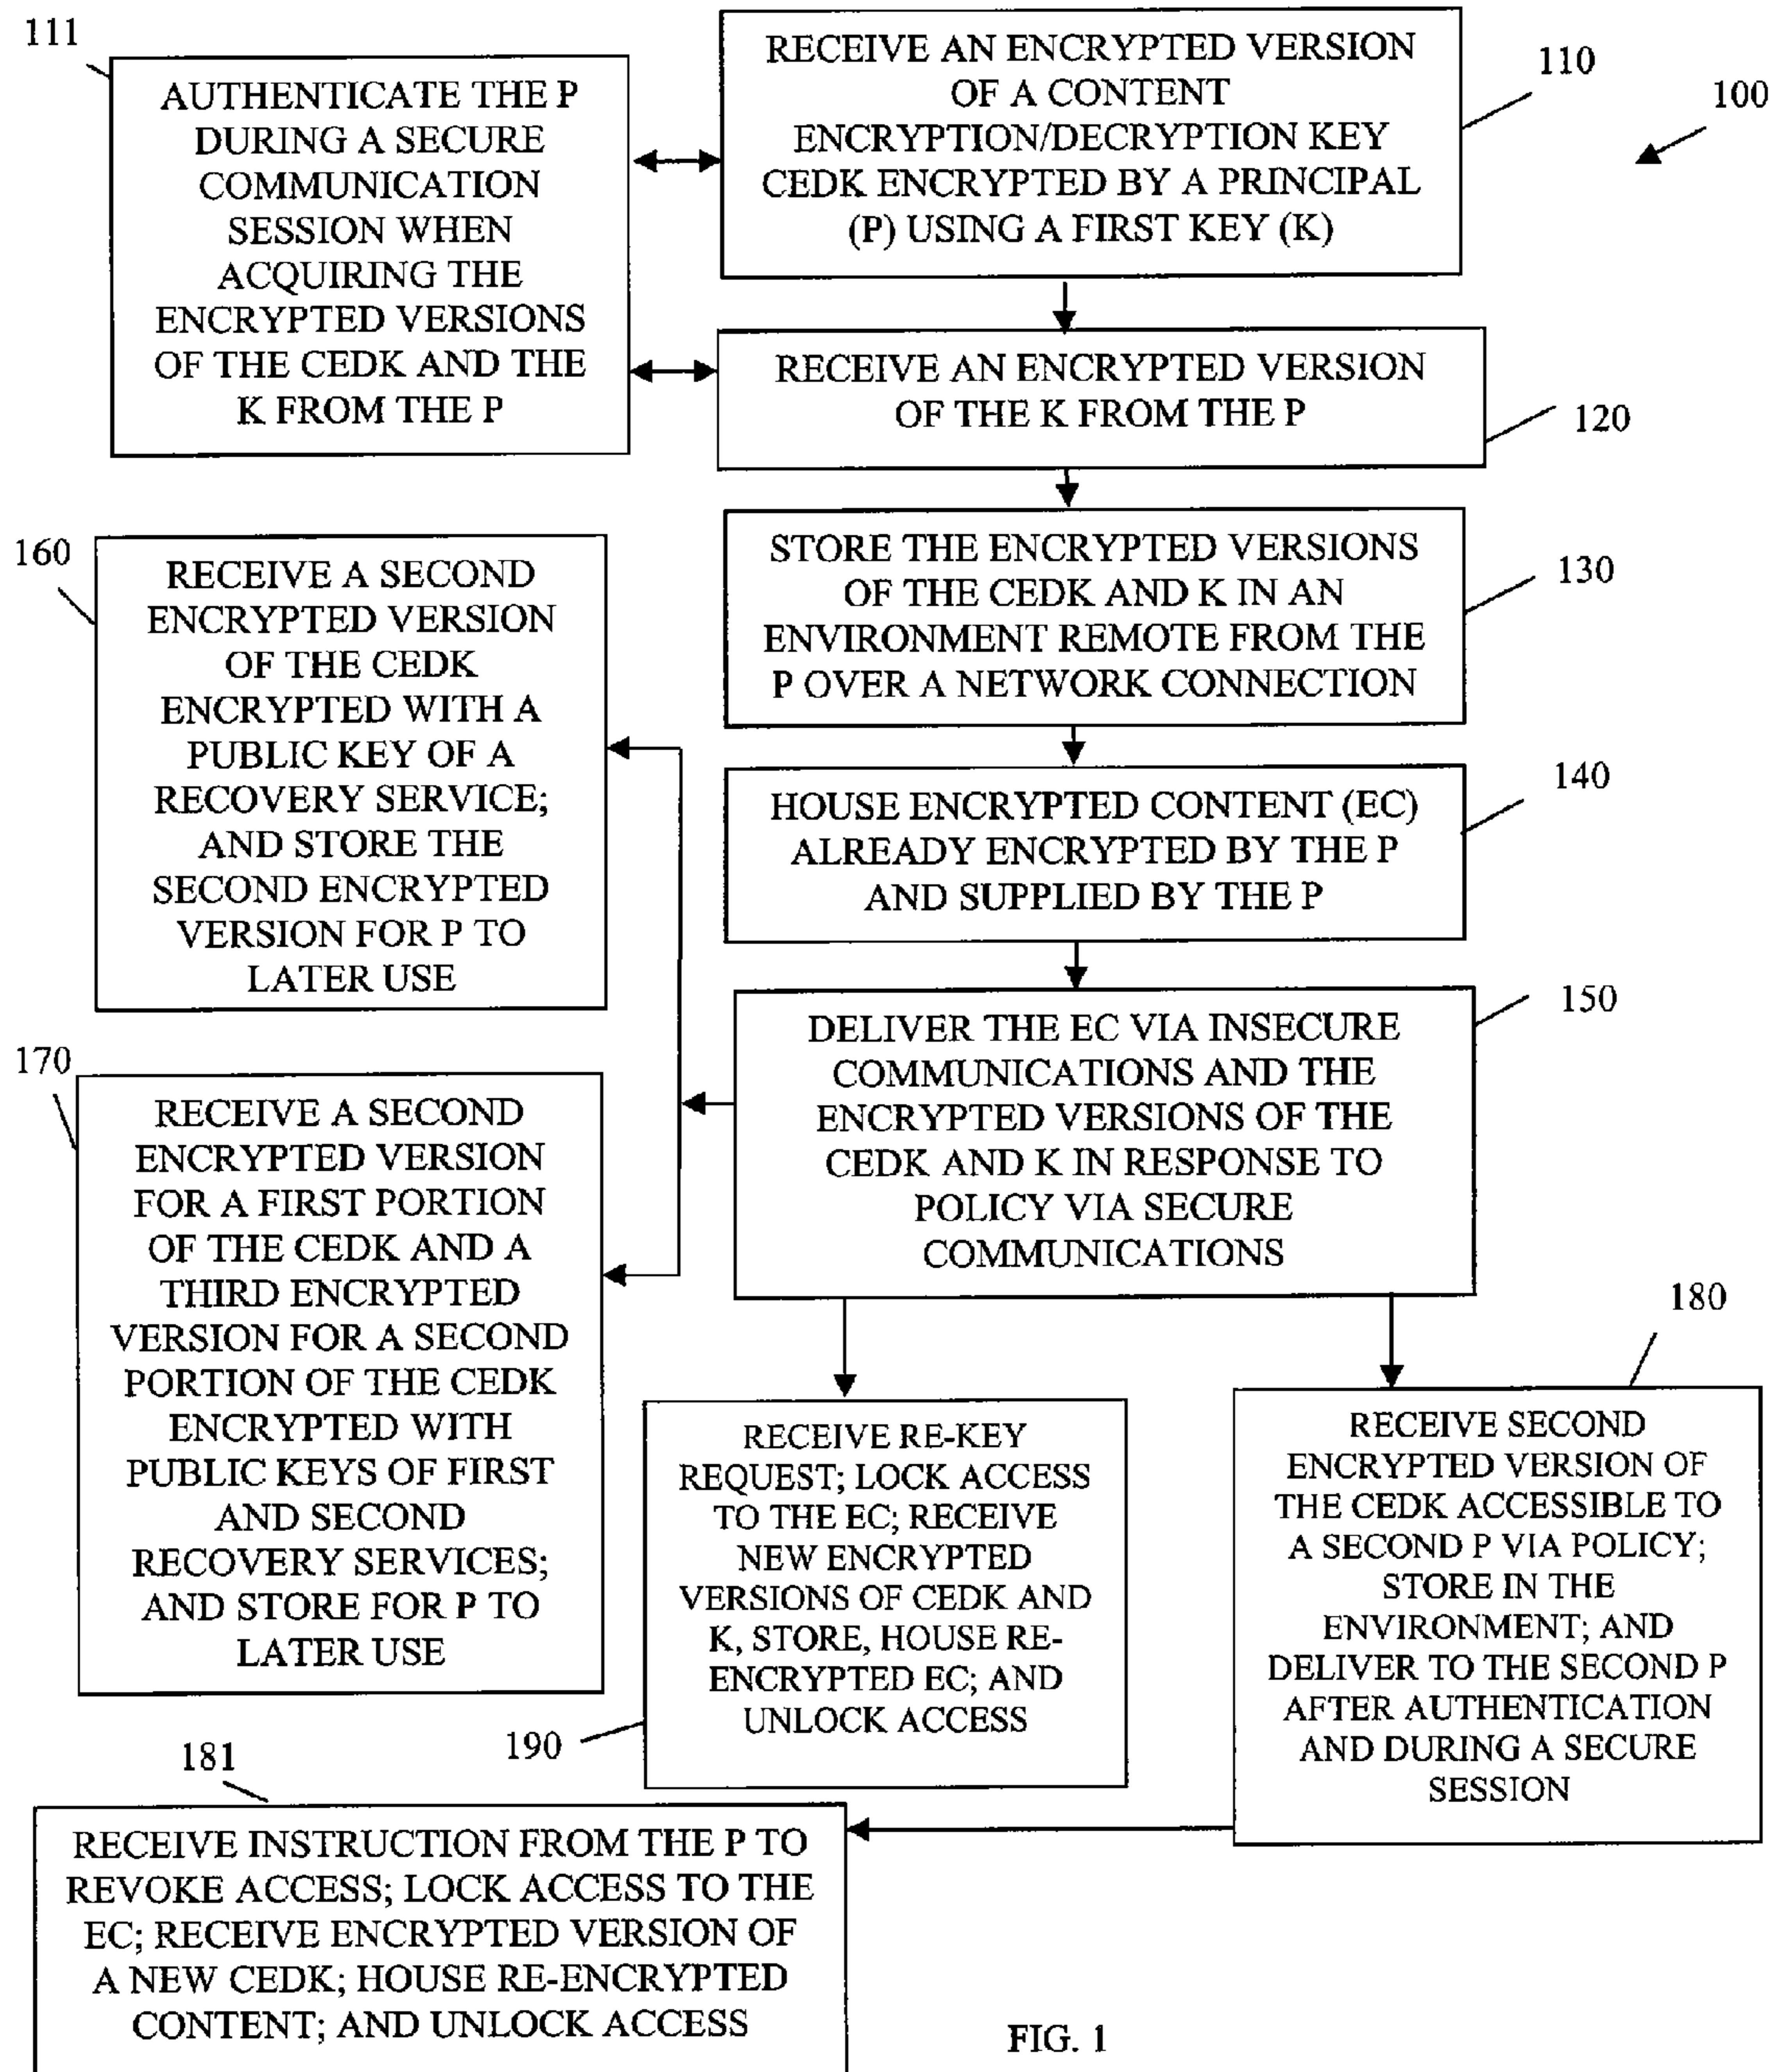 111
AUTHENTICATE THE P
DURING A SECURE
COMMUNICATION
SESSION WHEN
ACQUIRING THE
ENCRYPTED VERSIONS
OF THE CEDK AND THE
K FROM THE P
RECEIVE AN ENCRYPTED VERSION
OF A CONTENT
ENCRYPTION/DECRYPTION KEY
CEDK ENCRYPTED BY A PRINCIPAL
(P) USING A FIRST KEY (K)
110
100
RECEIVE AN ENCRYPTED VERSION
OF THE K FROM THE P
120
STORE THE ENCRYPTED VERSIONS
OF THE CEDK AND K IN AN
ENVIRONMENT REMOTE FROM THE
P OVER A NETWORK CONNECTION
130
160
RECEIVE A SECOND
ENCRYPTED VERSION
OF THE CEDK
ENCRYPTED WITH A
PUBLIC KEY OF A
RECOVERY SERVICE;
AND STORE THE
SECOND ENCRYPTED
VERSION FOR P TO
LATER USE
HOUSE ENCRYPTED CONTENT (EC)
ALREADY ENCRYPTED BY THE P
AND SUPPLIED BY THE P
140
DELIVER THE EC VIA INSECURE
COMMUNICATIONS AND THE
ENCRYPTED VERSIONS OF THE
CEDK AND K IN RESPONSE TO
POLICY VIA SECURE
COMMUNICATIONS
150
170
RECEIVE A SECOND
ENCRYPTED VERSION
FOR A FIRST PORTION
OF THE CEDK AND A
THIRD ENCRYPTED
VERSION FOR A SECOND
PORTION OF THE CEDK
ENCRYPTED WITH
PUBLIC KEYS OF FIRST
AND SECOND
RECOVERY SERVICES;
AND STORE FOR P TO
LATER USE
RECEIVE RE-KEY
REQUEST; LOCK ACCESS
TO THE EC; RECEIVE
NEW ENCRYPTED
VERSIONS OF CEDK AND
K, STORE, HOUSE RE-
ENCRYPTED EC; AND
UNLOCK ACCESS
190
180
RECEIVE SECOND
ENCRYPTED VERSION OF
THE CEDK ACCESSIBLE TO
A SECOND P VIA POLICY;
STORE IN THE
ENVIRONMENT; AND
DELIVER TO THE SECOND P
AFTER AUTHENTICATION
AND DURING A SECURE
SESSION
181
RECEIVE INSTRUCTION FROM THE P TO
REVOKE ACCESS; LOCK ACCESS TO THE
EC; RECEIVE ENCRYPTED VERSION OF
A NEW CEDK; HOUSE RE-ENCRYPTED
CONTENT; AND UNLOCK ACCESS
FIG. 1